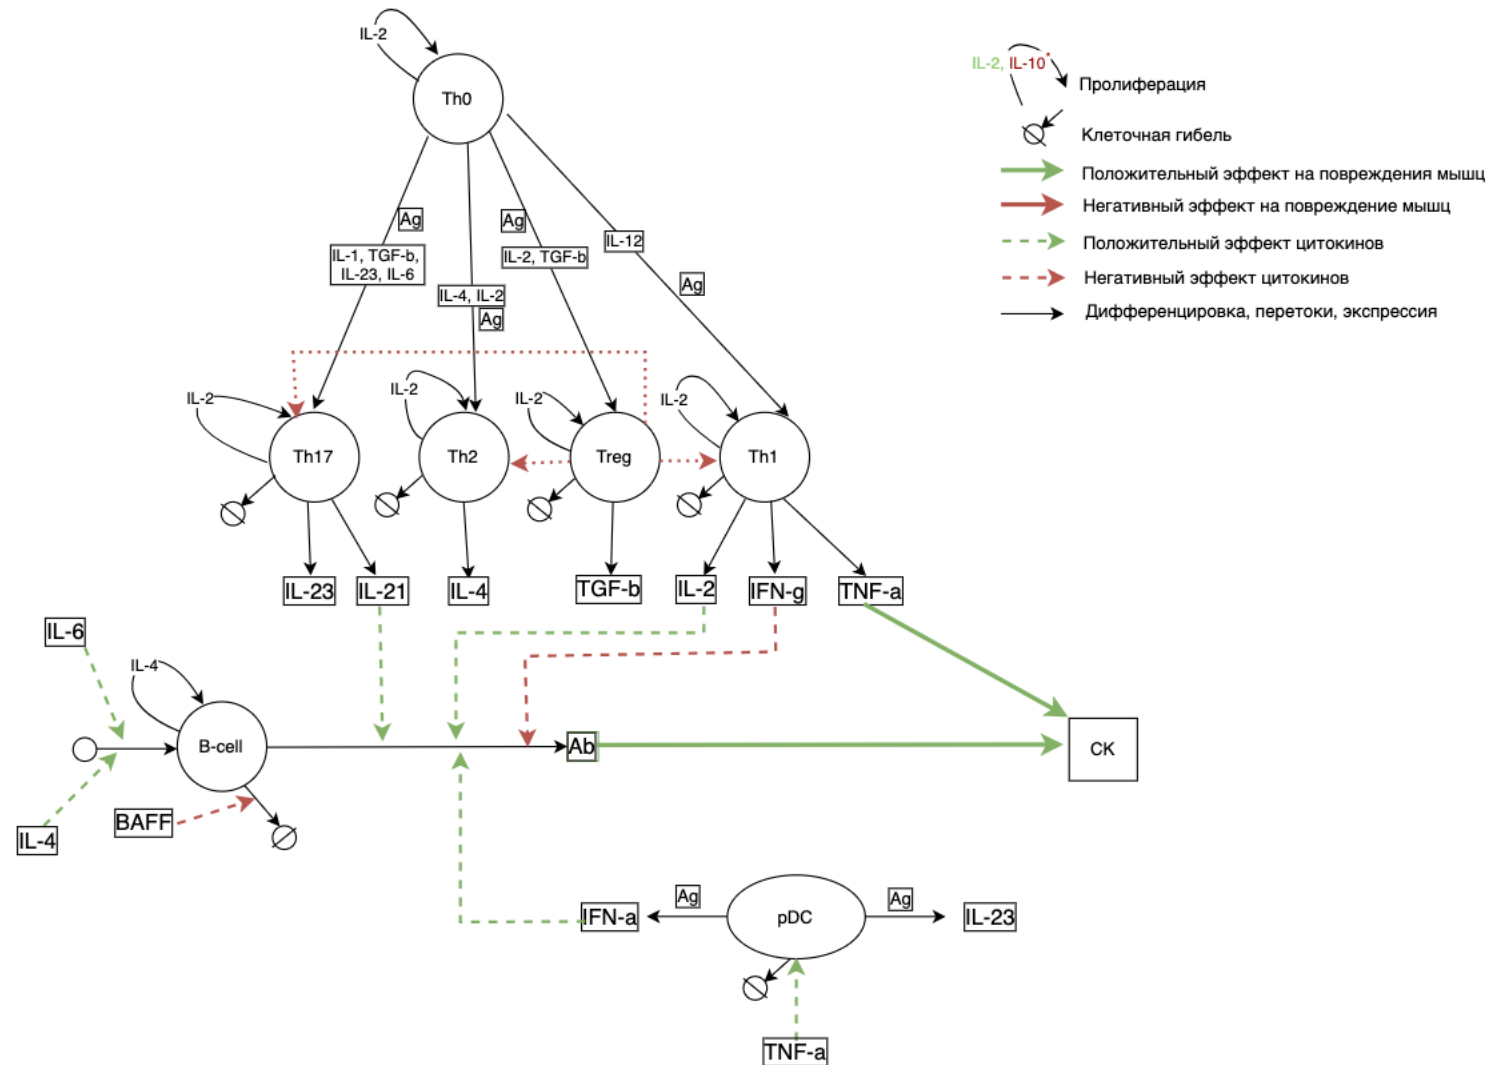 IL-2
Th0
IL-2, IL-10*
Пролиферация
Клеточная гибель
Положительный эффект на повреждения мышц
Негативный эффект на повреждение мышц
Положительный эффект цитокинов
Негативный эффект цитокинов
Дифференцировка, перетоки, экспрессия
Ag
Ag
IL-12
IL-1, TGF-b,
IL-23, IL-6
IL-2, TGF-b
Ag
IL-4, IL-2
Ag
IL-2
IL-2
IL-2
IL-2
Th17
Th2
Treg
Th1
IL-23
IL-21
IL-4
TGF-b
IL-2
IFN-g
TNF-a
IL-6
IL-4
B-cell
Ab
CK
BAFF
IL-4
Ag
Ag
IFN-a
pDC
IL-23
TNF-a